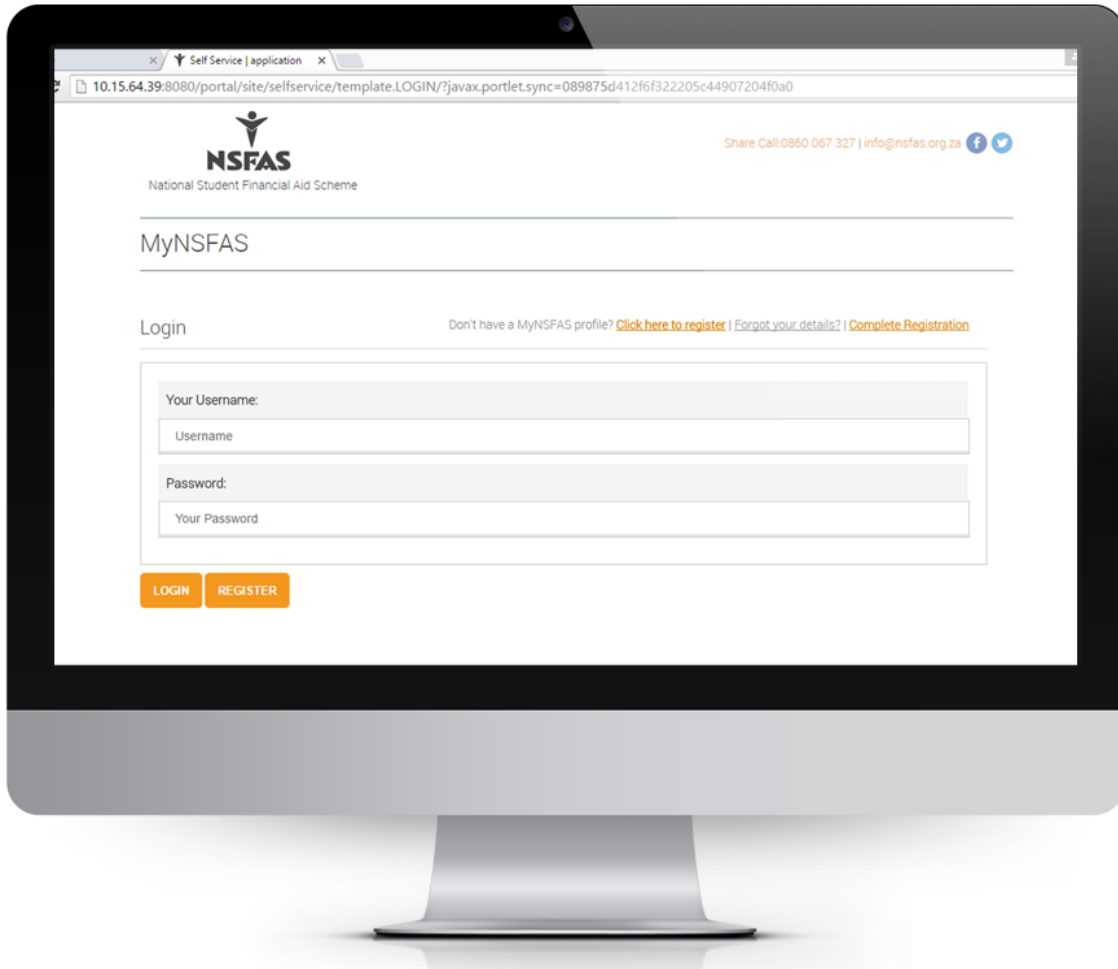 Self Service | application
10.15.64.39:8080/portal/site/selfservice/template.LOGIN/?javax.portlet.sync=089875d412f6f322205c44907204f0a0
NSFAS
National Student Financial Aid Scheme
Share Call:0860 067 327 | info@nsfas.org.za
MyNSFAS
Login
Don't have a MyNSFAS profile? Click here to register | Forgot your details? | Complete Registration
Your Username:
Username
Password:
Your Password
LOGIN REGISTER